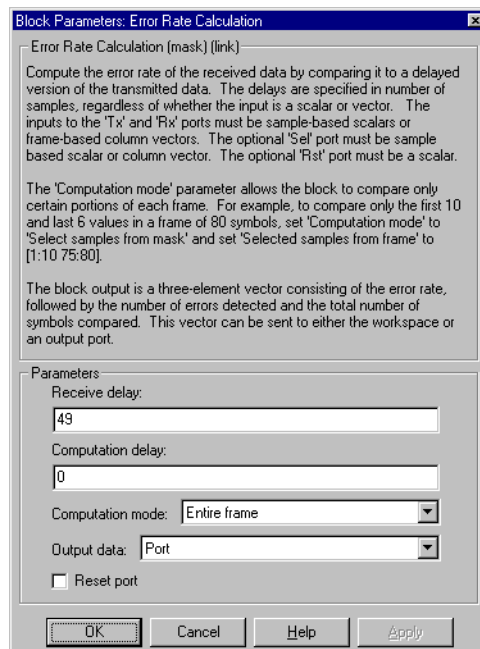 Block Parameters: Error Rate Calculation
Error Rate Calculation (mask) (link)
Compute the error rate of the received data by comparing it to a delayed
version of the transmitted data.  The delays are specified in number of
samples, regardless of whether the input is a scalar or vector.   The
inputs to the 'Tx' and 'Rx' ports must be sample-based scalars or
frame-based column vectors.  The optional 'Sel' port must be sample
based scalar or column vector.  The optional 'Rst' port must be a scalar.
The 'Computation mode' parameter allows the block to compare only
certain portions of each frame.  For example, to compare only the first 10
and last 6 values in a frame of 80 symbols, set 'Computation mode' to
'Select samples from mask' and set 'Selected samples from frame' to
[1:10 75:80].
The block output is a three-element vector consisting of the error rate,
followed by the number of errors detected and the total number of
symbols compared.  This vector can be sent to either the workspace or
an output port.
Parameters
Receive delay:
49
Computation delay:
0
Computation mode: Entire frame
Output data: Port
Reset port
OK Cancel Help Apply